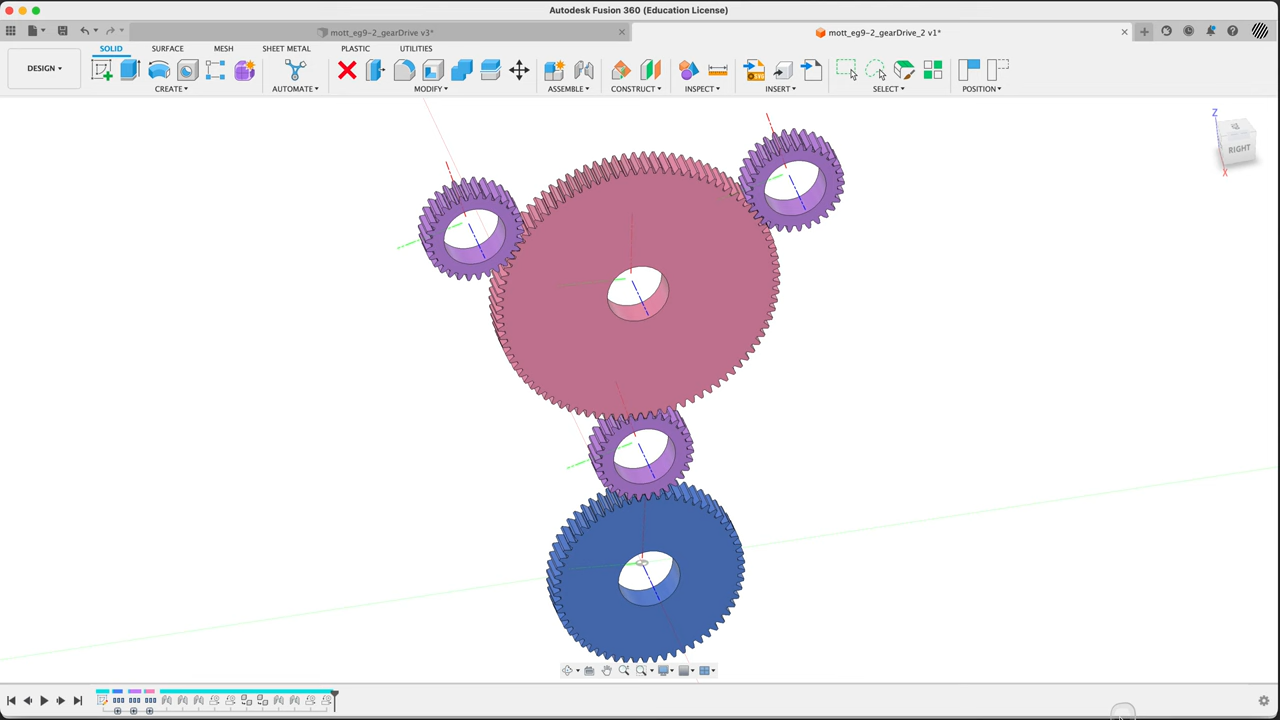 Autodesk Fusion 360 (Education License)
mott_eg9-2_gearDrive v3*
mott_eg9-2_gearDrive_2 v1*
SOLID SURFACE MESH SHEET METAL PLASTIC UTILITIES
DESIGN
CREATE AUTOMATE MODIFY ASSEMBLE CONSTRUCT INSPECT INSERT SELECT POSITION
Z
RIGHT
X